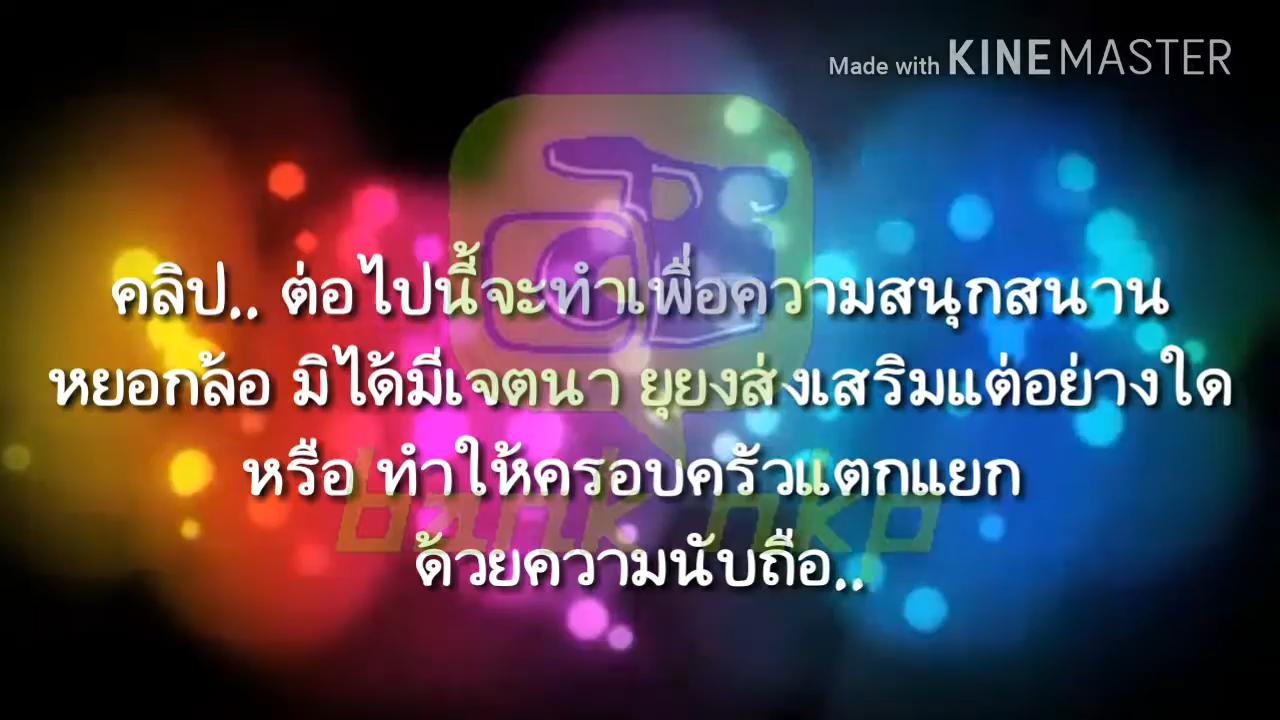 Made with KINEMASTER
คลิป.. ต่อไปนี้จะทำเพื่อความสนุกสนาน
หยอกล้อ มิได้มีเจตนา ยุยงส่งเสริมแต่อย่างใด
หรือ ทำให้ครอบครัวแตกแยก
bank nkp
ด้วยความนับถือ..